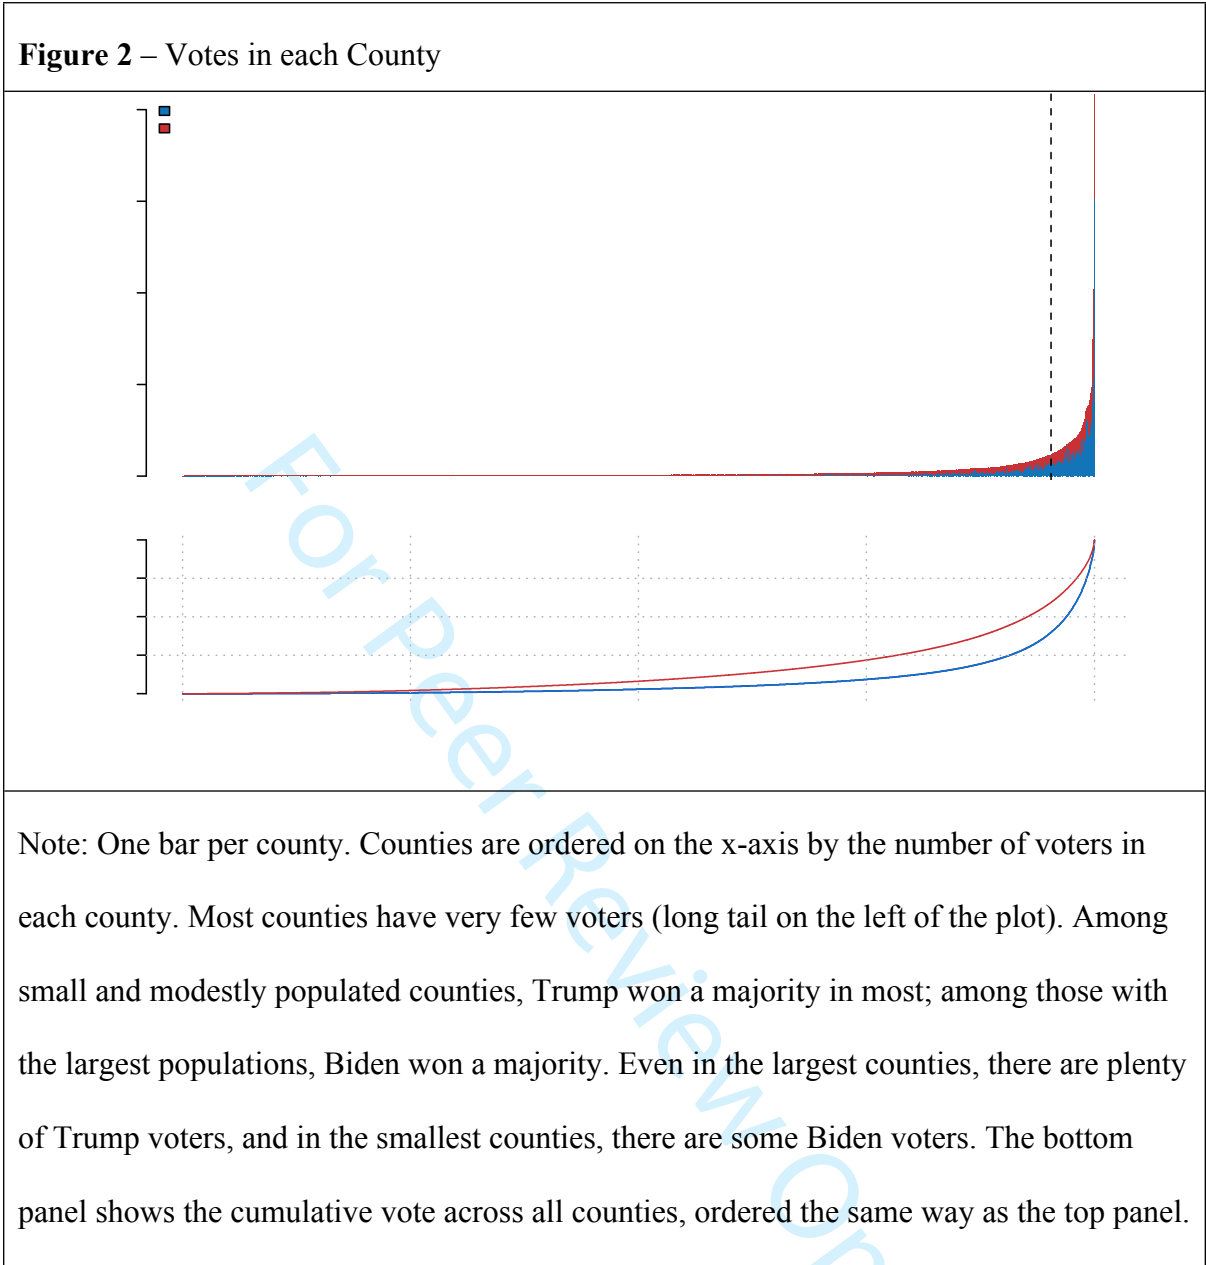 Figure 2 – Votes in each County
Note: One bar per county. Counties are ordered on the x-axis by the number of voters in
each county. Most counties have very few voters (long tail on the left of the plot). Among
small and modestly populated counties, Trump won a majority in most; among those with
the largest populations, Biden won a majority. Even in the largest counties, there are plenty
of Trump voters, and in the smallest counties, there are some Biden voters. The bottom
panel shows the cumulative vote across all counties, ordered the same way as the top panel.
For Peer Review On